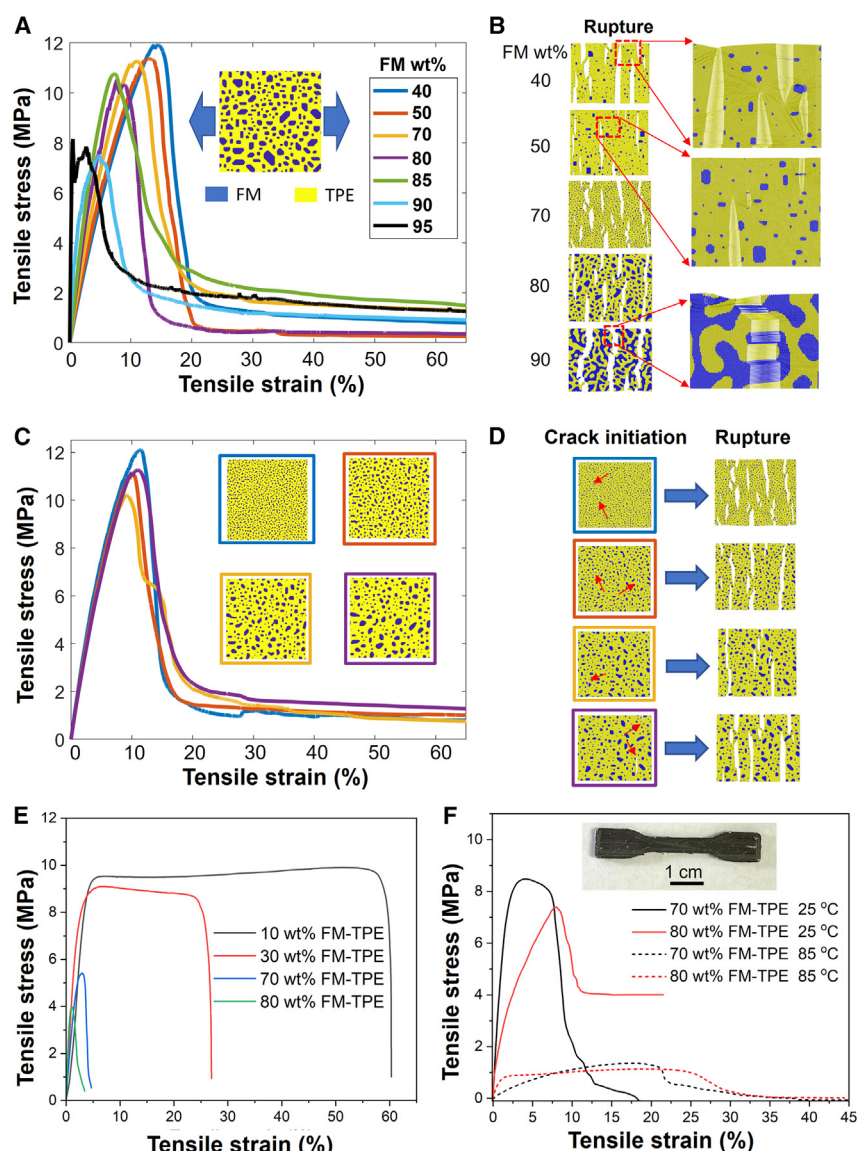 A
B
Tensile stress (MPa)
12
10
8
6
4
2
0
0
10
20
30
40
50
60
Tensile strain (%)
FM
TPE
FM wt%
40
50
70
80
85
90
95
Rupture
FM wt%
40
50
70
80
90
C
D
Tensile stress (MPa)
12
10
8
6
4
2
0
0
10
20
30
40
50
60
Tensile strain (%)
Crack initiation
Rupture
E
F
Tensile stress (MPa)
10
8
6
4
2
0
0
10
20
30
40
50
60
Tensile strain (%)
10 wt% FM-TPE
30 wt% FM-TPE
70 wt% FM-TPE
80 wt% FM-TPE
Tensile stress (MPa)
10
8
6
4
2
0
0
5
10
15
20
25
30
35
40
45
Tensile strain (%)
1 cm
70 wt% FM-TPE 25 °C
80 wt% FM-TPE 25 °C
70 wt% FM-TPE 85 °C
80 wt% FM-TPE 85 °C